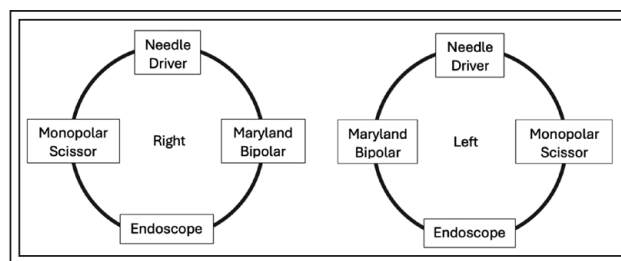 Needle
Driver
Monopolar
Scissor
Right
Maryland
Bipolar
Endoscope
Needle
Driver
Maryland
Bipolar
Left
Monopolar
Scissor
Endoscope